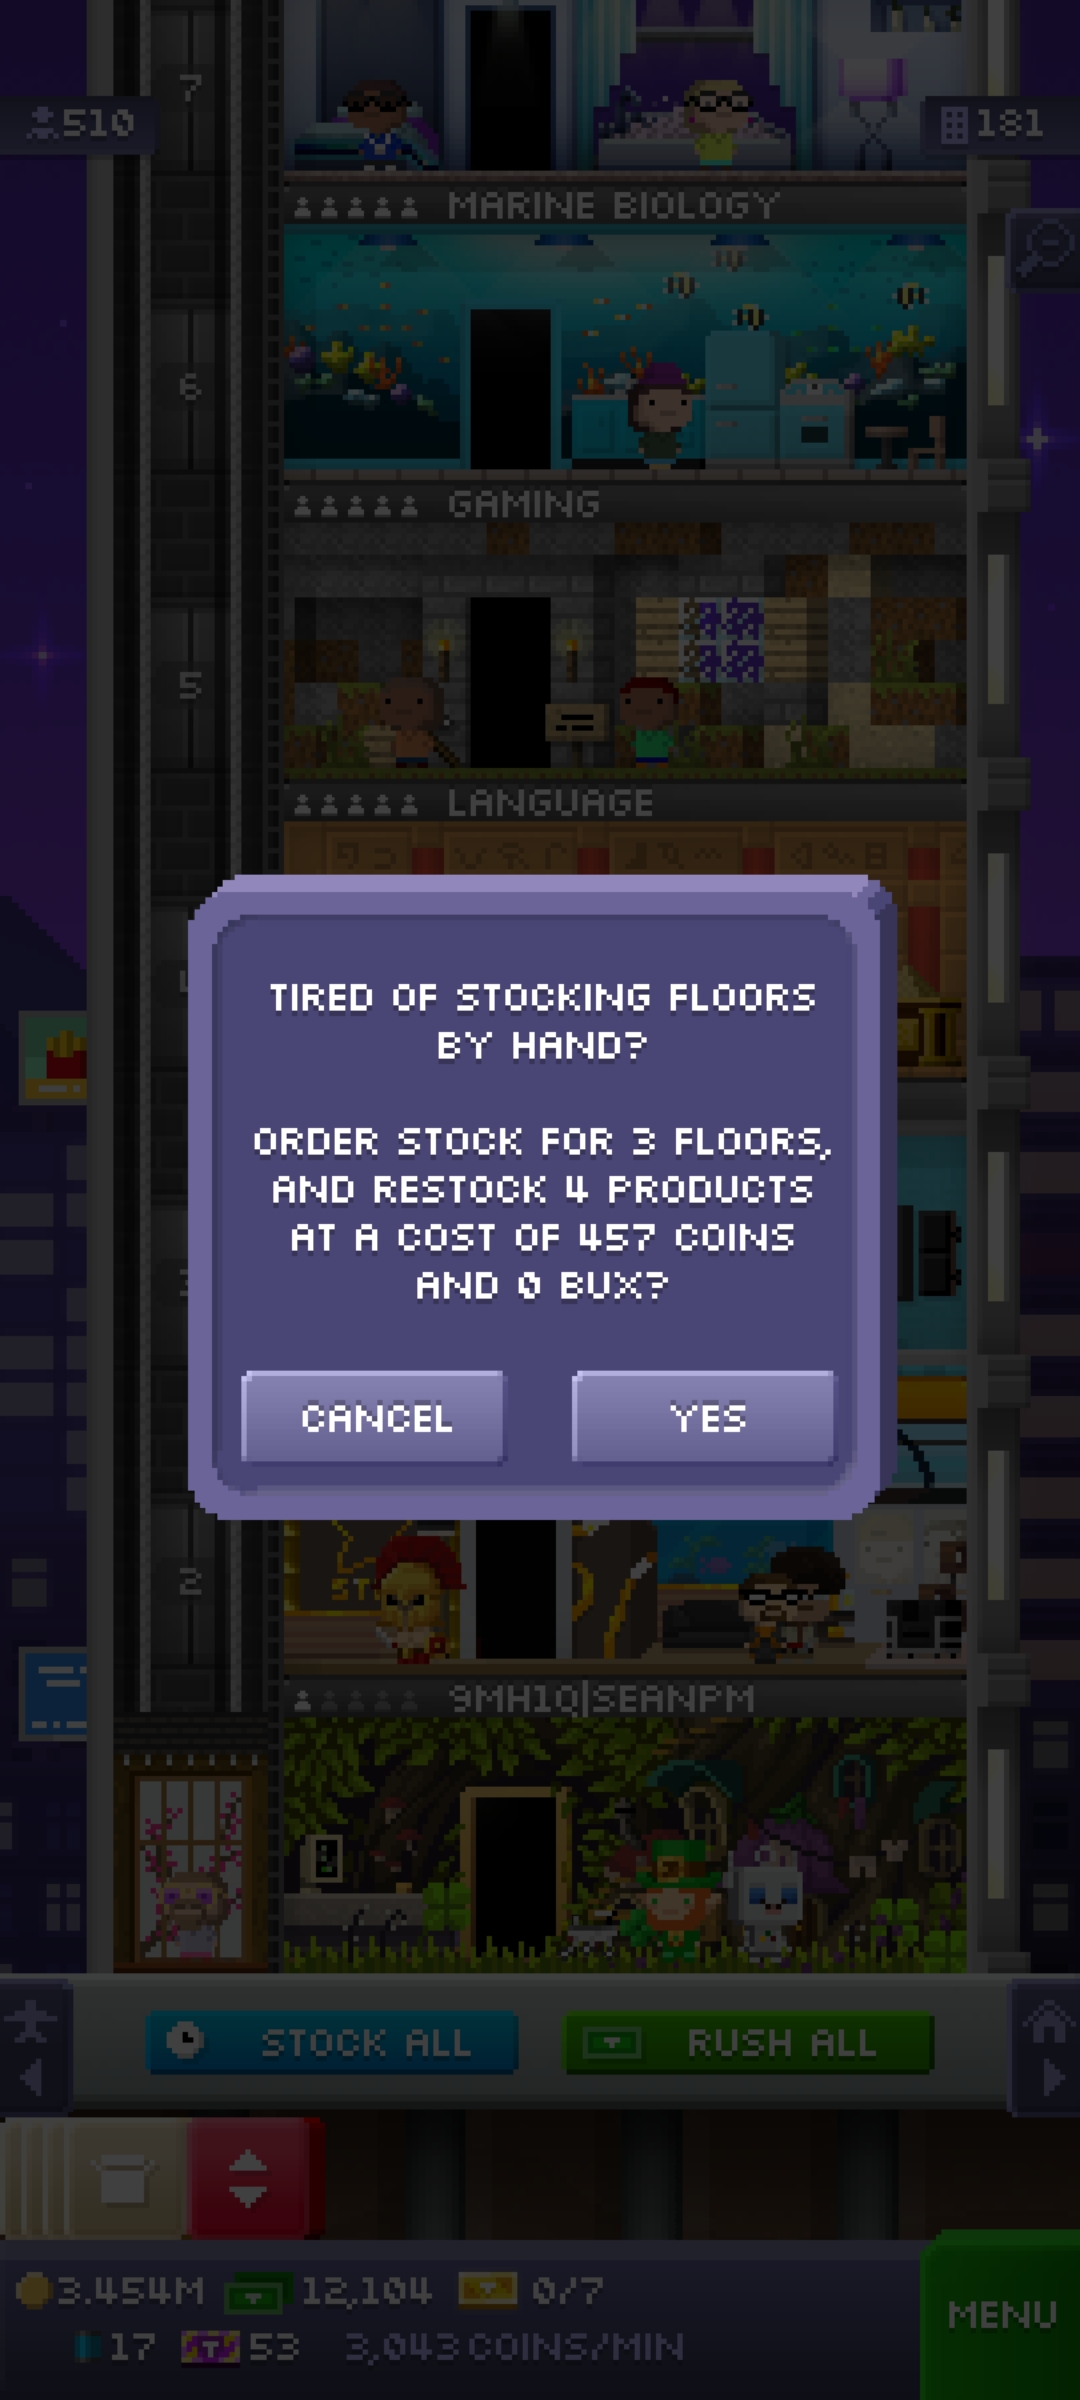 7
510
181
MARINE BIOLOGY
6
GAMING
5
LANGUAGE
TIRED OF STOCKING FLOORS
BY HAND?
ORDER STOCK FOR 3 FLOORS,
AND RESTOCK 4 PRODUCTS
AT A COST OF 457 COINS
AND 0 BUX?
CANCEL
YES
2
9MH1Q|SEANPM
STOCK ALL
RUSH ALL
3.454M
12,104
0/7
17
53
3,043 COINS/MIN
MENU